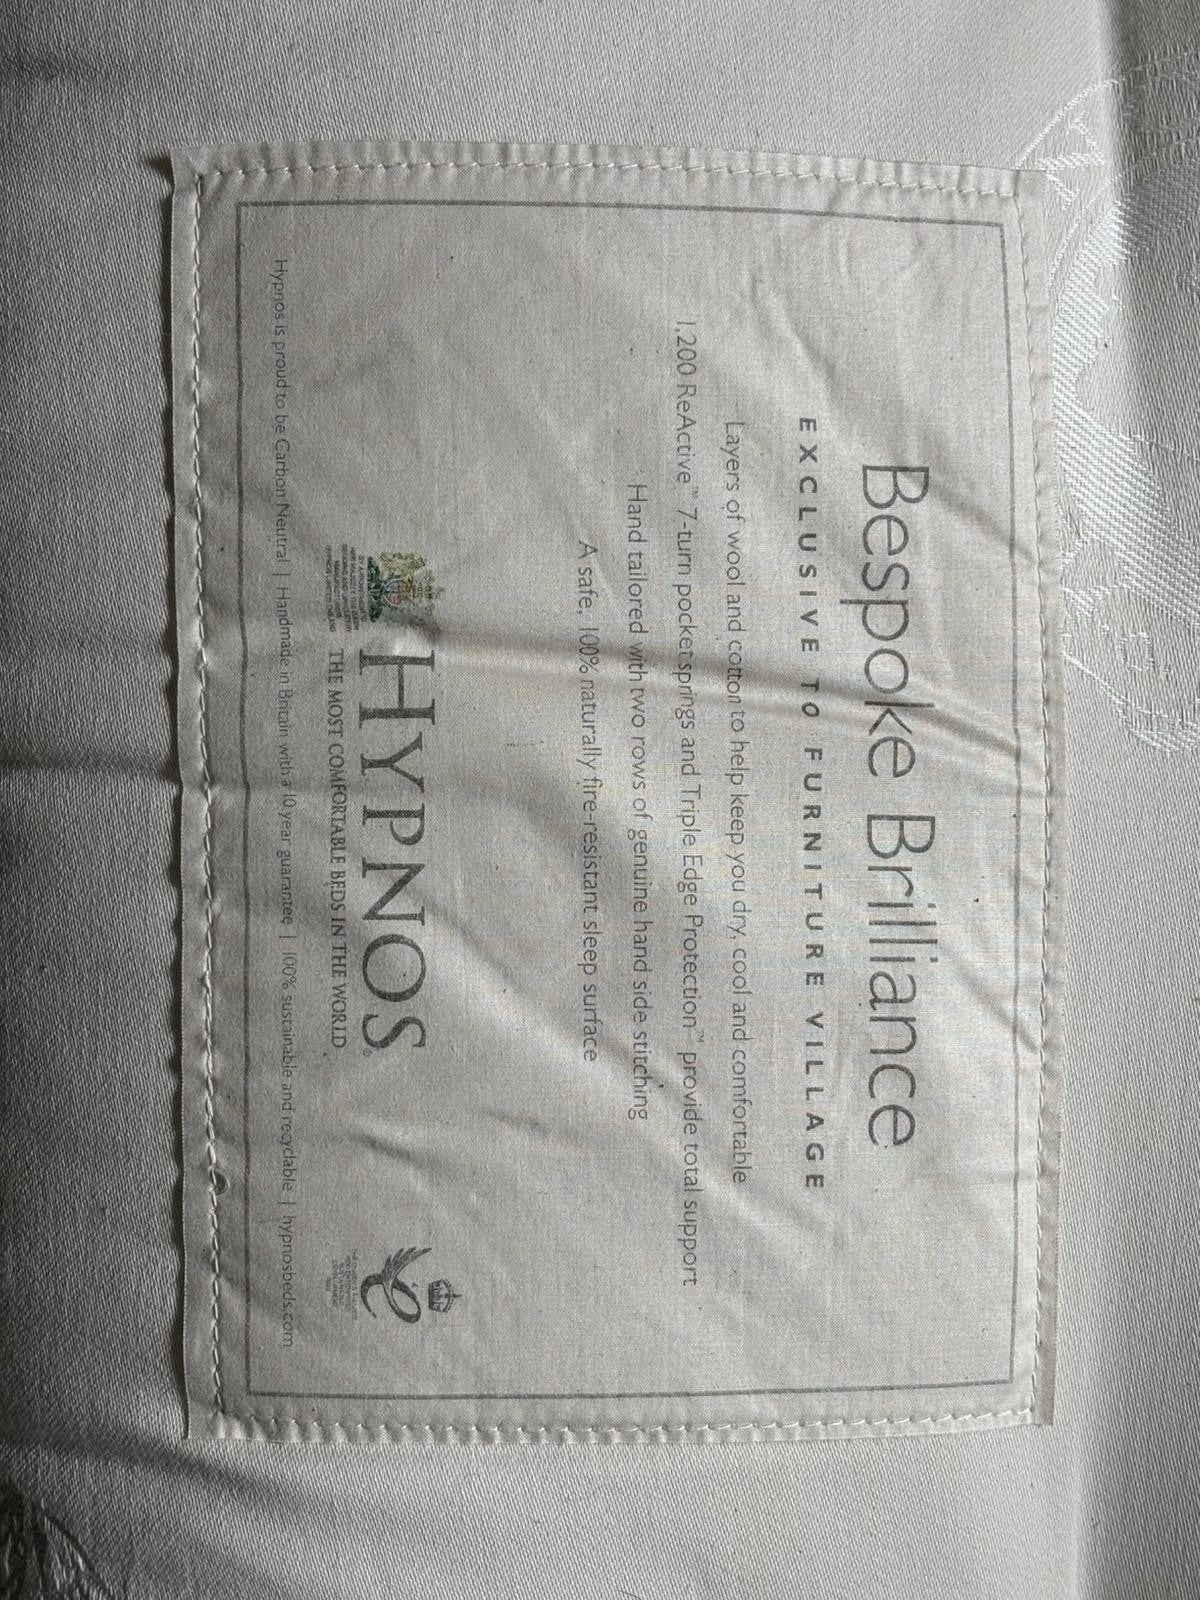 Bespoke Brilliance
EXCLUSIVE TO FURNITURE VILLAGE
Layers of wool and cotton to help keep you dry, cool and comfortable
1,200 ReActive™ 7-turn pocket springs and Triple Edge Protection™ provide total support
Hand tailored with two rows of genuine hand side stitching
A safe, 100% naturally fire-resistant sleep surface
HYPNOS®
THE MOST COMFORTABLE BEDS IN THE WORLD
Hypnos is proud to be Carbon Neutral | Handmade in Britain with a 10 year guarantee | 100% sustainable and recyclable | hypnosbeds.com